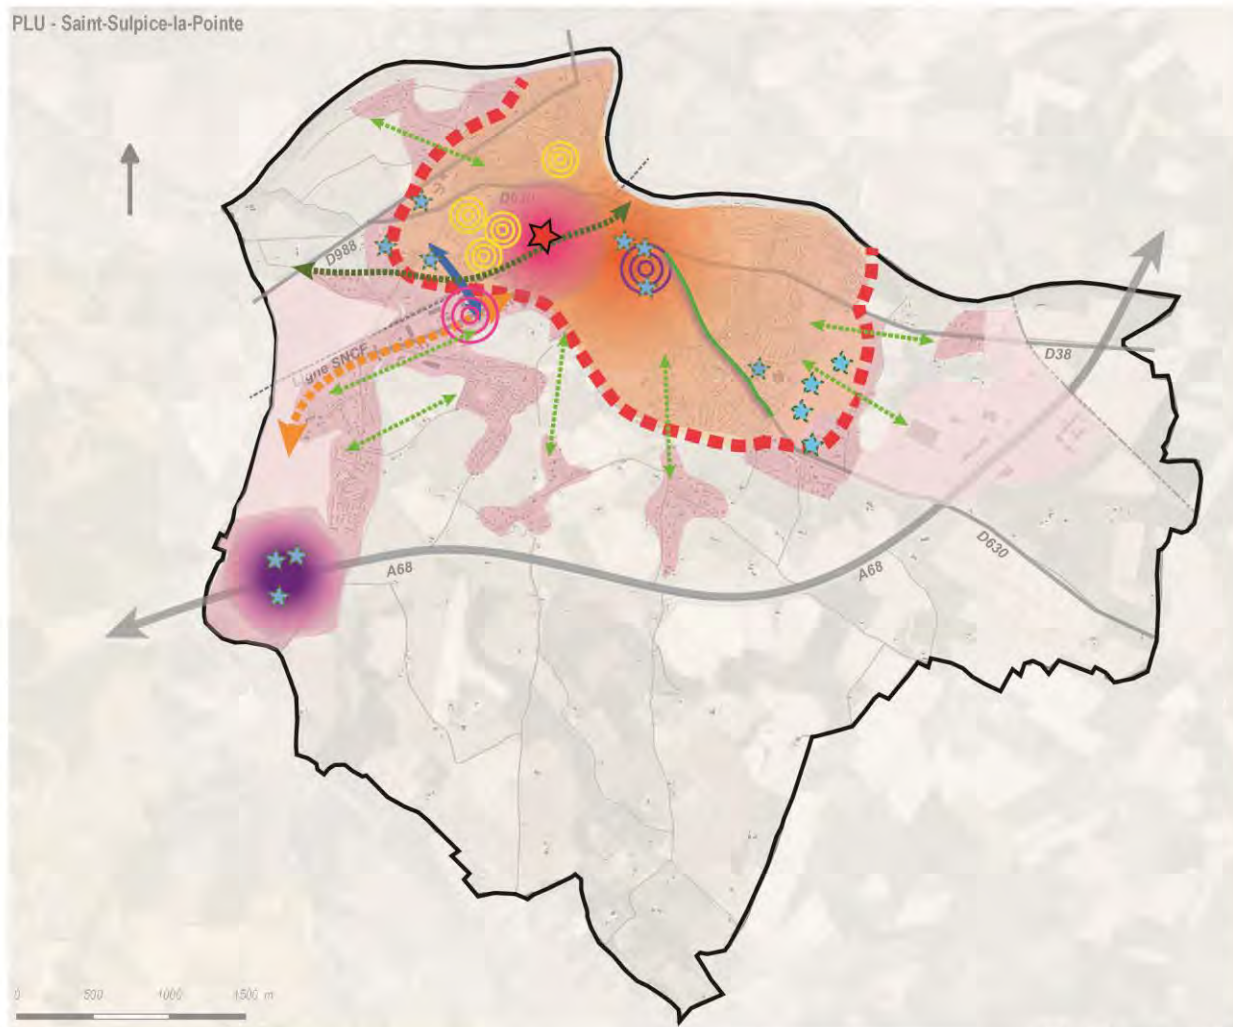 PLU - Saint-Sulpice-la-Pointe
D630
D988
Ligne SNCF
D38
A68
A68
D630
0 500 1000 1500 m